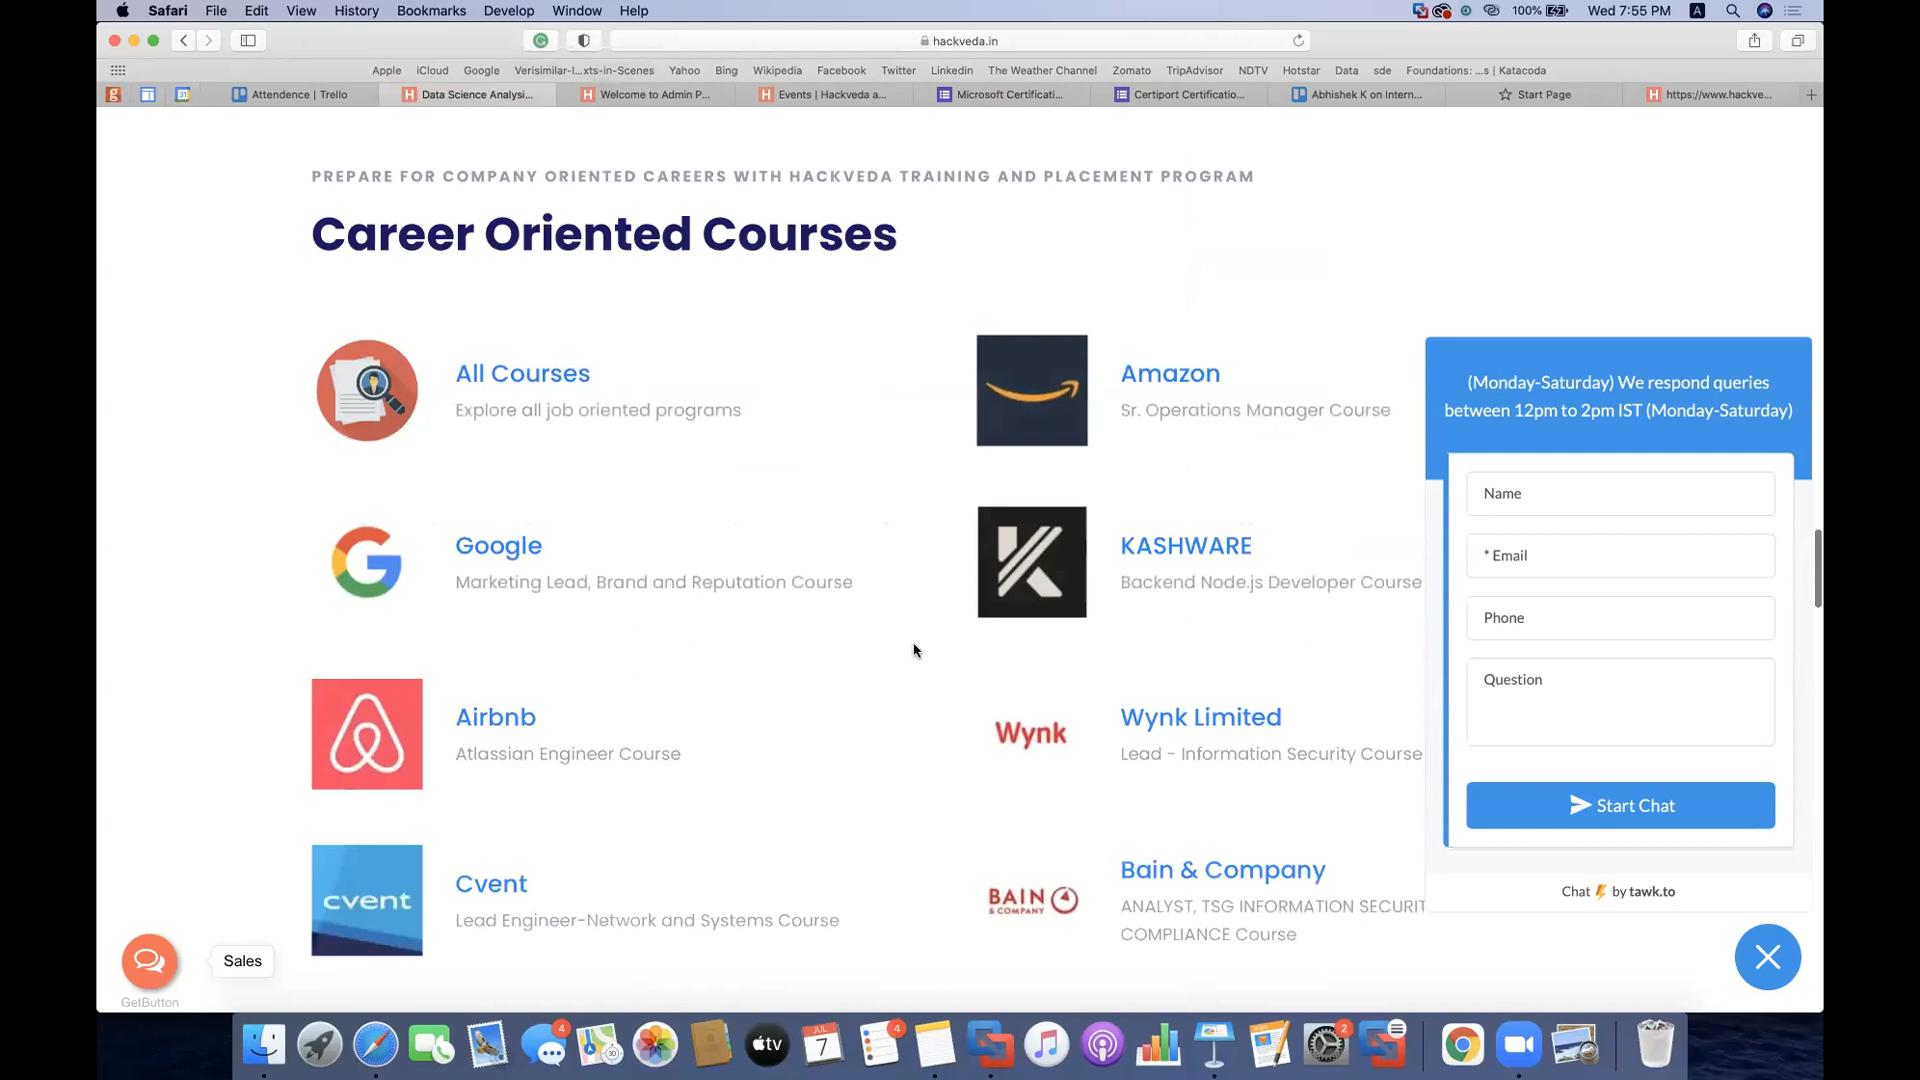 Safari File Edit View History Bookmarks Develop Window Help 100% Wed 7:55 PM A
hackveda.in
Apple iCloud Google Verisimilar-I...xts-in-Scenes Yahoo Bing Wikipedia Facebook Twitter Linkedin The Weather Channel Zomato TripAdvisor NDTV Hotstar Data sde Foundations: ...s | Katacoda
Attendence | Trello H Data Science Analysi... H Welcome to Admin P... H Events | Hackveda a... Microsoft Certificati... Certiport Certificatio... Abhishek K on Intern... Start Page H https://www.hackve...
PREPARE FOR COMPANY ORIENTED CAREERS WITH HACKVEDA TRAINING AND PLACEMENT PROGRAM
Career Oriented Courses
All Courses
Explore all job oriented programs
Amazon
Sr. Operations Manager Course
Google
Marketing Lead, Brand and Reputation Course
KASHWARE
Backend Node.js Developer Course
Airbnb
Atlassian Engineer Course
Wynk
Wynk Limited
Lead - Information Security Course
cvent
Cvent
Lead Engineer-Network and Systems Course
BAIN
& COMPANY
Bain & Company
ANALYST, TSG INFORMATION SECURIT
COMPLIANCE Course
(Monday-Saturday) We respond queries
between 12pm to 2pm IST (Monday-Saturday)
Name
* Email
Phone
Question
Start Chat
Chat by tawk.to
Sales
GetButton
4
tv
JUL
7
4
2